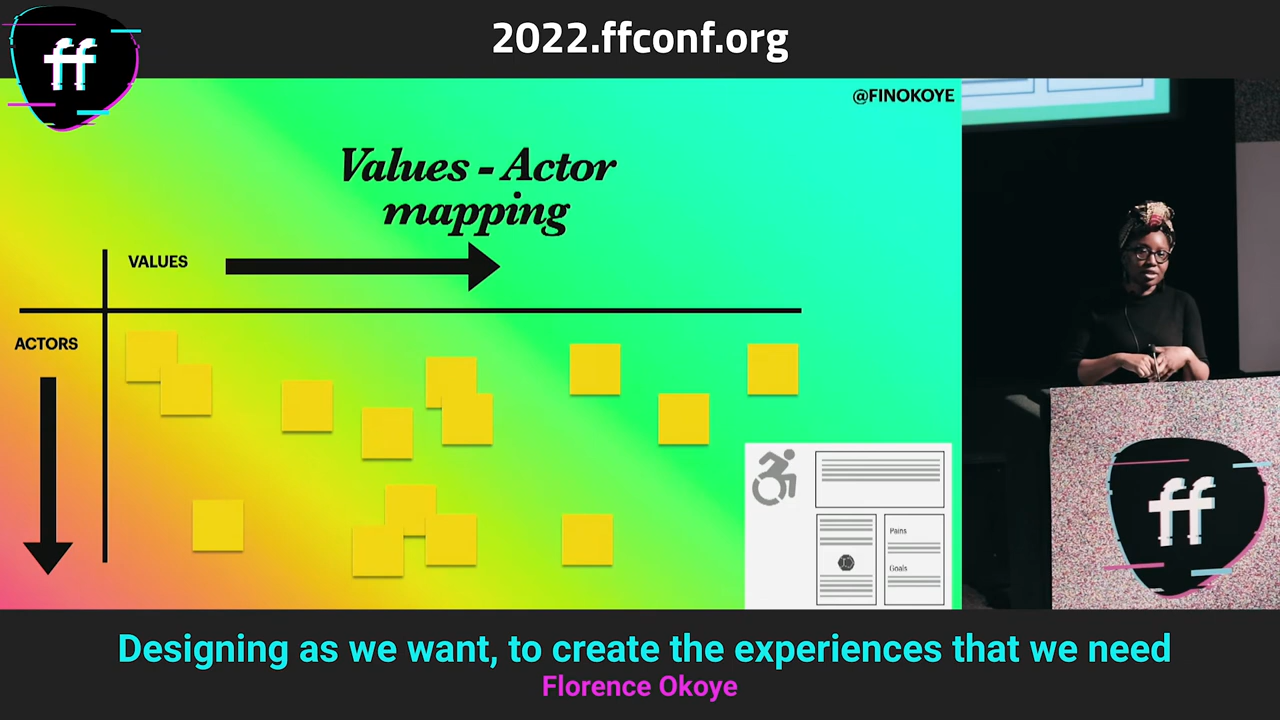 2022.ffconf.org
ff
@FINOKOYE
Values - Actor
mapping
VALUES
ACTORS
Pains
Goals
ff
Designing as we want, to create the experiences that we need
Florence Okoye